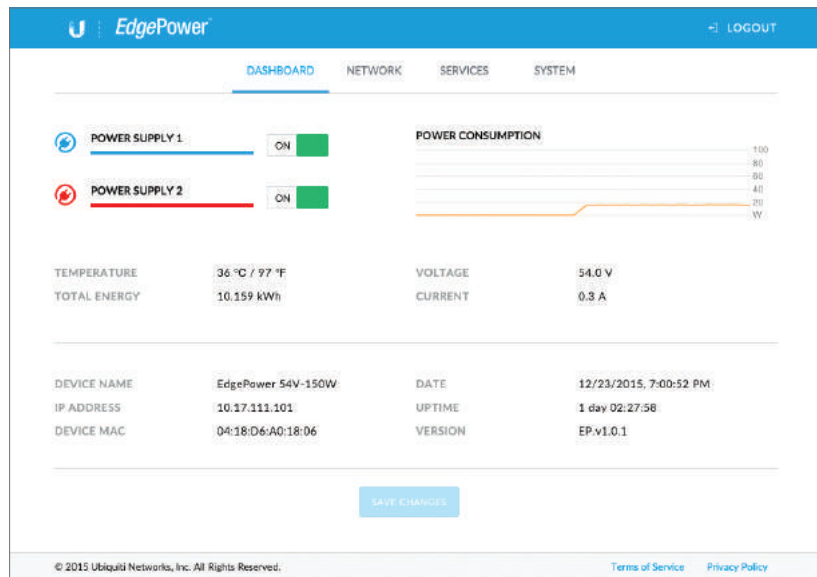 EdgePower™
LOGOUT
DASHBOARD NETWORK SERVICES SYSTEM
POWER SUPPLY 1 ON
POWER SUPPLY 2 ON
POWER CONSUMPTION
100
80
60
40
20
W
TEMPERATURE 36 °C / 97 °F VOLTAGE 54.0 V
TOTAL ENERGY 10.159 kWh CURRENT 0.3 A
DEVICE NAME EdgePower 54V-150W DATE 12/23/2015, 7:00:52 PM
IP ADDRESS 10.17.111.101 UPTIME 1 day 02:27:58
DEVICE MAC 04:18:D6:A0:18:06 VERSION EP.v1.0.1
SAVE CHANGES
© 2015 Ubiquiti Networks, Inc. All Rights Reserved. Terms of Service Privacy Policy